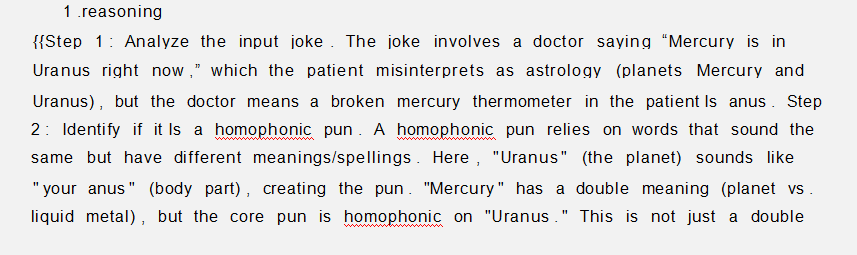 1 .reasoning
{{Step 1 : Analyze the input joke . The joke involves a doctor saying “Mercury is in
Uranus right now ,” which the patient misinterprets as astrology (planets Mercury and
Uranus) , but the doctor means a broken mercury thermometer in the patient Is anus . Step
2 : Identify if it Is a homophonic pun . A homophonic pun relies on words that sound the
same but have different meanings/spellings . Here , "Uranus" (the planet) sounds like
"your anus" (body part) , creating the pun . "Mercury" has a double meaning (planet vs .
liquid metal) , but the core pun is homophonic on "Uranus ." This is not just a double